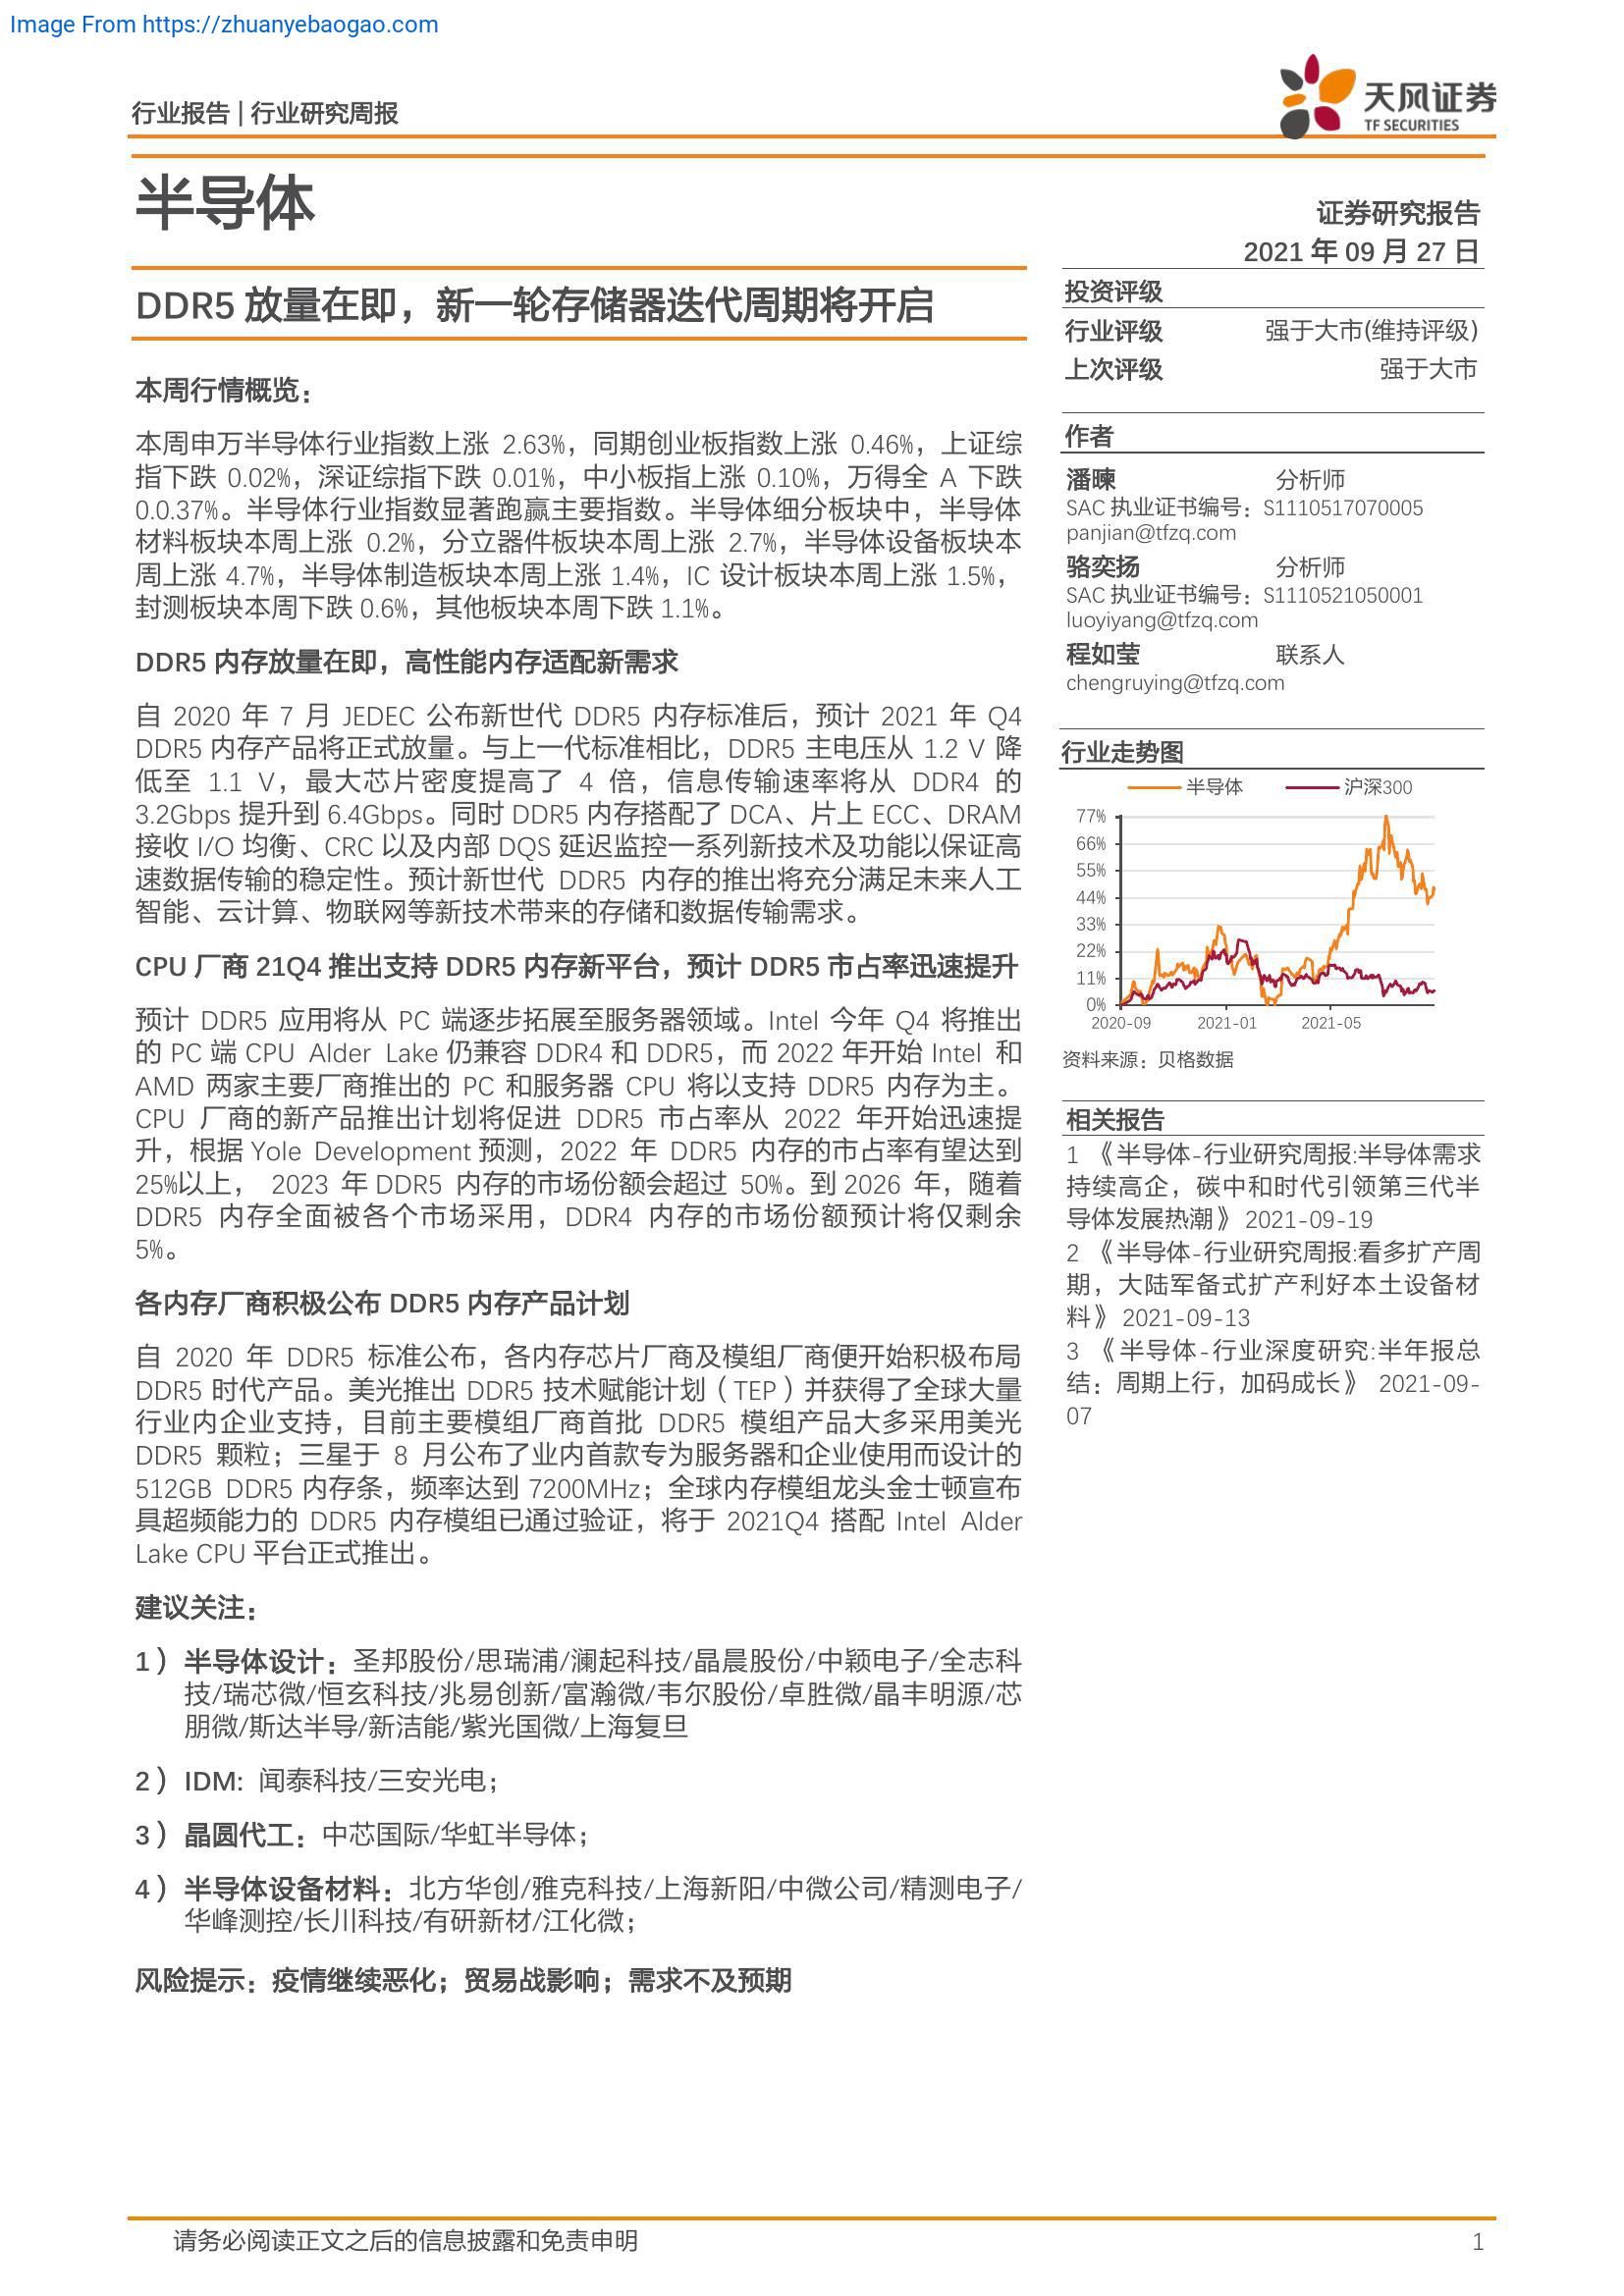 Image From https://zhuanyebaogao.com
行业报告 | 行业研究周报
天风证券
TF SECURITIES
半导体
证券研究报告
2021 年 09 月 27 日
DDR5 放量在即，新一轮存储器迭代周期将开启
本周行情概览：
本周申万半导体行业指数上涨 2.63%，同期创业板指数上涨 0.46%，上证综
指下跌 0.02%，深证综指下跌 0.01%，中小板指上涨 0.10%，万得全 A 下跌
0.0.37%。半导体行业指数显著跑赢主要指数。半导体细分板块中，半导体
材料板块本周上涨 0.2%，分立器件板块本周上涨 2.7%，半导体设备板块本
周上涨 4.7%，半导体制造板块本周上涨 1.4%，IC 设计板块本周上涨 1.5%，
封测板块本周下跌 0.6%，其他板块本周下跌 1.1%。
DDR5 内存放量在即，高性能内存适配新需求
自 2020 年 7 月 JEDEC 公布新世代 DDR5 内存标准后，预计 2021 年 Q4
DDR5 内存产品将正式放量。与上一代标准相比，DDR5 主电压从 1.2 V 降
低至 1.1 V，最大芯片密度提高了 4 倍，信息传输速率将从 DDR4 的
3.2Gbps 提升到 6.4Gbps。同时 DDR5 内存搭配了 DCA、片上 ECC、DRAM
接收 I/O 均衡、CRC 以及内部 DQS 延迟监控一系列新技术及功能以保证高
速数据传输的稳定性。预计新世代 DDR5 内存的推出将充分满足未来人工
智能、云计算、物联网等新技术带来的存储和数据传输需求。
CPU 厂商 21Q4 推出支持 DDR5 内存新平台，预计 DDR5 市占率迅速提升
预计 DDR5 应用将从 PC 端逐步拓展至服务器领域。Intel 今年 Q4 将推出
的 PC 端 CPU Alder Lake 仍兼容 DDR4 和 DDR5，而 2022 年开始 Intel 和
AMD 两家主要厂商推出的 PC 和服务器 CPU 将以支持 DDR5 内存为主。
CPU 厂商的新产品推出计划将促进 DDR5 市占率从 2022 年开始迅速提
升，根据 Yole Development 预测，2022 年 DDR5 内存的市占率有望达到
25%以上， 2023 年 DDR5 内存的市场份额会超过 50%。到 2026 年，随着
DDR5 内存全面被各个市场采用，DDR4 内存的市场份额预计将仅剩余
5%。
各内存厂商积极公布 DDR5 内存产品计划
自 2020 年 DDR5 标准公布，各内存芯片厂商及模组厂商便开始积极布局
DDR5 时代产品。美光推出 DDR5 技术赋能计划（TEP）并获得了全球大量
行业内企业支持，目前主要模组厂商首批 DDR5 模组产品大多采用美光
DDR5 颗粒；三星于 8 月公布了业内首款专为服务器和企业使用而设计的
512GB DDR5 内存条，频率达到 7200MHz；全球内存模组龙头金士顿宣布
具超频能力的 DDR5 内存模组已通过验证，将于 2021Q4 搭配 Intel Alder
Lake CPU 平台正式推出。
建议关注：
1）半导体设计：圣邦股份/思瑞浦/澜起科技/晶晨股份/中颖电子/全志科
技/瑞芯微/恒玄科技/兆易创新/富瀚微/韦尔股份/卓胜微/晶丰明源/芯
朋微/斯达半导/新洁能/紫光国微/上海复旦
2）IDM: 闻泰科技/三安光电；
3）晶圆代工：中芯国际/华虹半导体；
4）半导体设备材料：北方华创/雅克科技/上海新阳/中微公司/精测电子/
华峰测控/长川科技/有研新材/江化微；
风险提示：疫情继续恶化；贸易战影响；需求不及预期
投资评级
行业评级 强于大市(维持评级)
上次评级 强于大市
作者
潘暕 分析师
SAC 执业证书编号：S1110517070005
panjian@tfzq.com
骆奕扬 分析师
SAC 执业证书编号：S1110521050001
luoyiyang@tfzq.com
程如莹 联系人
chengruying@tfzq.com
行业走势图
半导体 沪深300
77%
66%
55%
44%
33%
22%
11%
0%
2020-09 2021-01 2021-05
资料来源：贝格数据
相关报告
1 《半导体-行业研究周报:半导体需求
持续高企，碳中和时代引领第三代半
导体发展热潮》 2021-09-19
2 《半导体-行业研究周报:看多扩产周
期，大陆军备式扩产利好本土设备材
料》 2021-09-13
3 《半导体-行业深度研究:半年报总
结：周期上行，加码成长》 2021-09-
07
请务必阅读正文之后的信息披露和免责申明 1